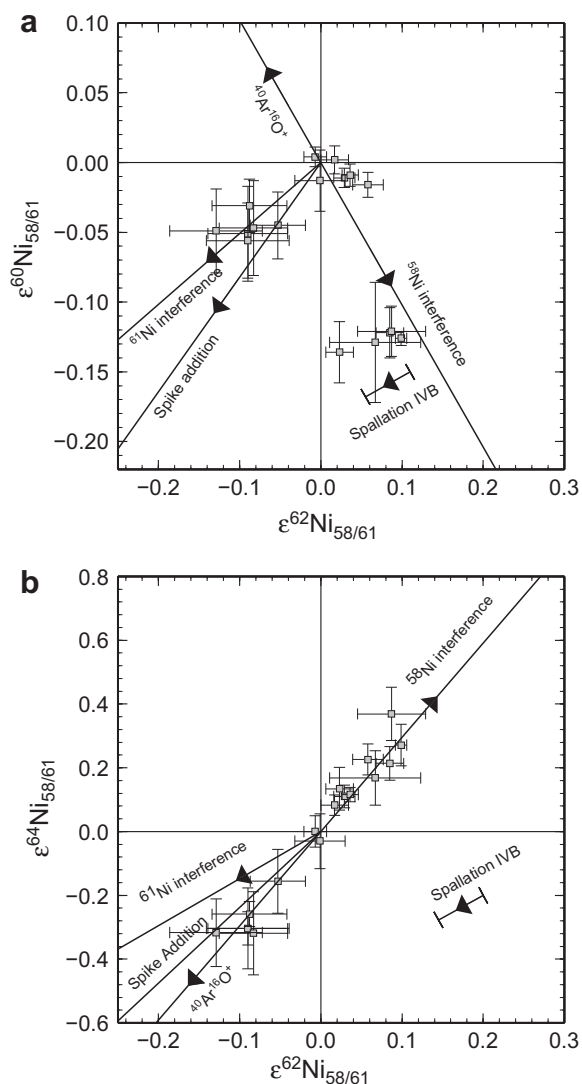 a
0.10
0.05
0.00
−0.05
−0.10
−0.15
−0.20
ε⁶⁰Ni₅₈/₆₁
⁴⁰Ar¹⁶O⁺
⁶¹Ni interference
Spike addition
⁵⁸Ni interference
Spallation IVB
−0.2 −0.1 0.0 0.1 0.2 0.3
ε⁶²Ni₅₈/₆₁
b
0.8
0.6
0.4
0.2
0.0
−0.2
−0.4
−0.6
ε⁶⁴Ni₅₈/₆₁
⁵⁸Ni interference
⁶¹Ni interference
Spike Addition
⁴⁰Ar¹⁶O⁺
Spallation IVB
−0.2 −0.1 0.0 0.1 0.2 0.3
ε⁶²Ni₅₈/₆₁